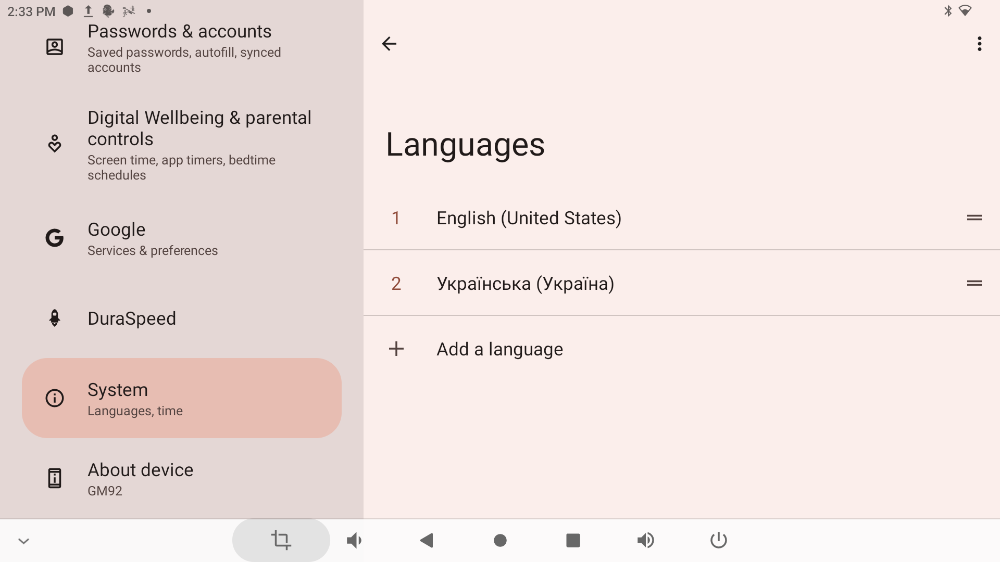 2:33 PM
Passwords & accounts
Saved passwords, autofill, synced
accounts
Digital Wellbeing & parental
controls
Screen time, app timers, bedtime
schedules
Google
Services & preferences
DuraSpeed
System
Languages, time
About device
GM92
Languages
1 English (United States)
2 Українська (Україна)
Add a language